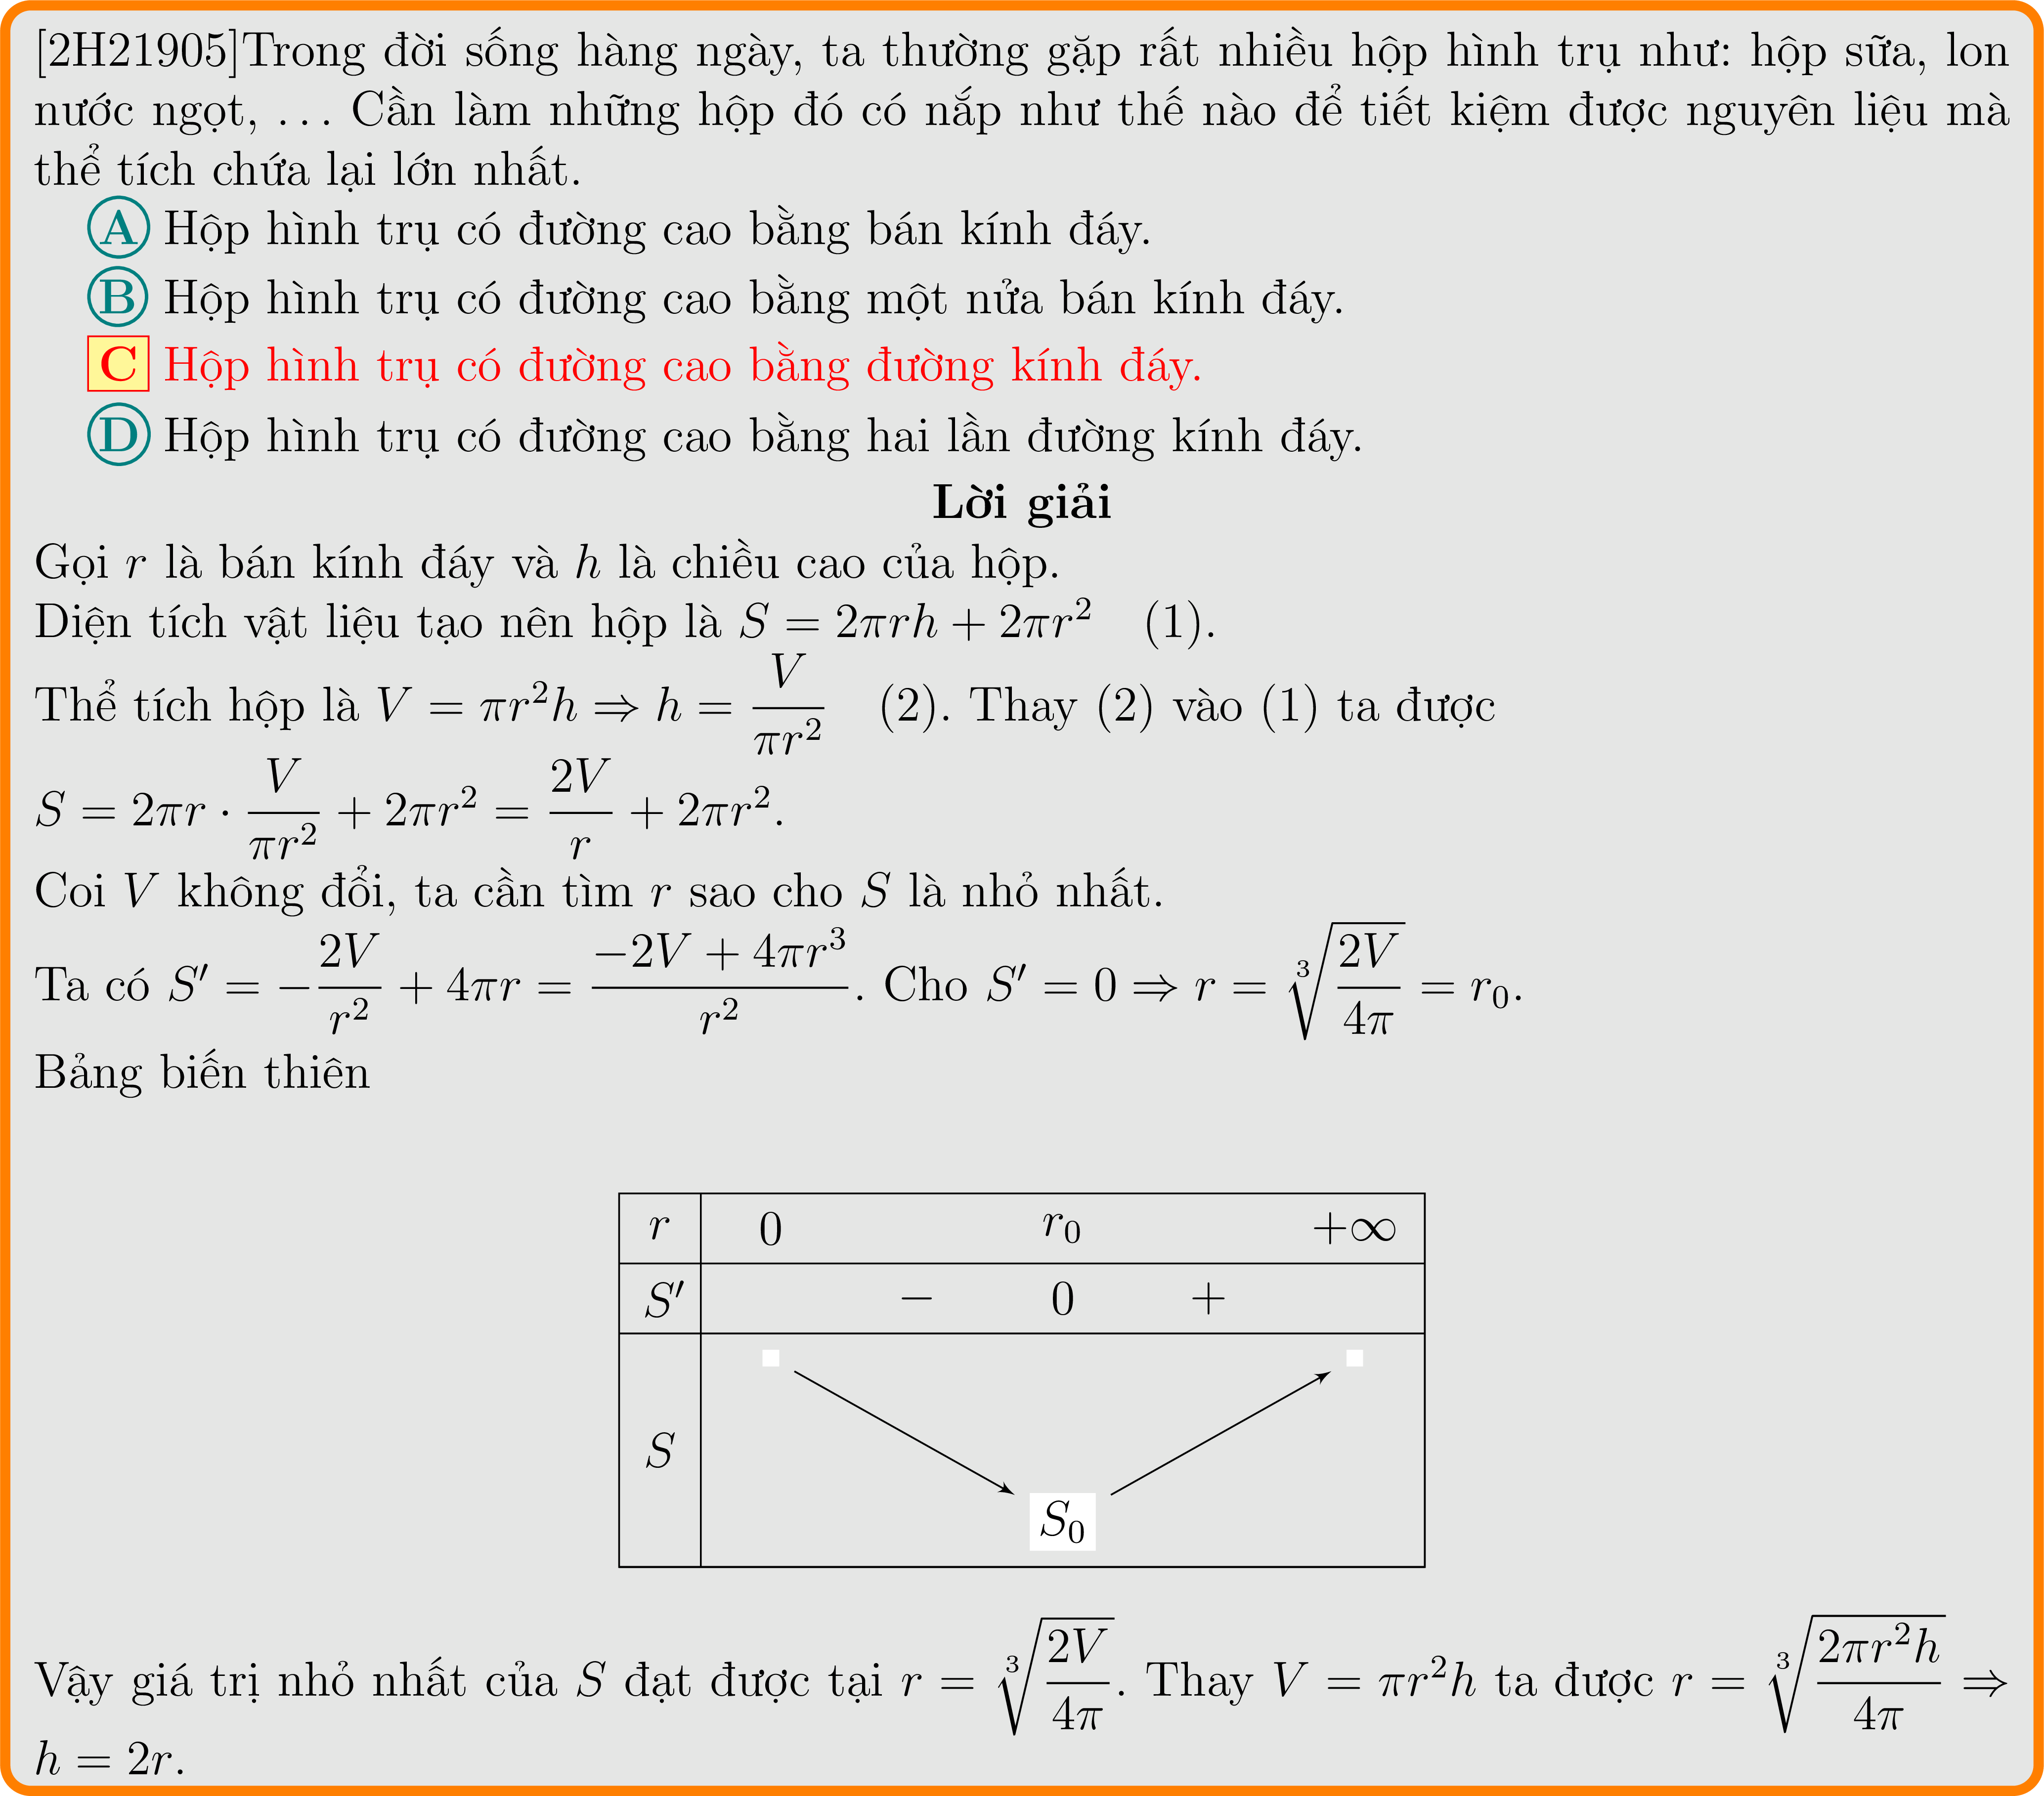 [2H21905]Trong đời sống hàng ngày, ta thường gặp rất nhiều hộp hình trụ như: hộp sữa, lon
nước ngọt, … Cần làm những hộp đó có nắp như thế nào để tiết kiệm được nguyên liệu mà
thể tích chứa lại lớn nhất.
A Hộp hình trụ có đường cao bằng bán kính đáy.
B Hộp hình trụ có đường cao bằng một nửa bán kính đáy.
C Hộp hình trụ có đường cao bằng đường kính đáy.
D Hộp hình trụ có đường cao bằng hai lần đường kính đáy.
Lời giải
Gọi $r$ là bán kính đáy và $h$ là chiều cao của hộp.
Diện tích vật liệu tạo nên hộp là $S = 2\pi rh + 2\pi r^2 \quad (1)$.
Thể tích hộp là $V = \pi r^2 h \Rightarrow h = \dfrac{V}{\pi r^2} \quad (2)$. Thay (2) vào (1) ta được
$S = 2\pi r \cdot \dfrac{V}{\pi r^2} + 2\pi r^2 = \dfrac{2V}{r} + 2\pi r^2$.
Coi $V$ không đổi, ta cần tìm $r$ sao cho $S$ là nhỏ nhất.
Ta có $S' = -\dfrac{2V}{r^2} + 4\pi r = \dfrac{-2V + 4\pi r^3}{r^2}$. Cho $S' = 0 \Rightarrow r = \sqrt[3]{\dfrac{2V}{4\pi}} = r_0$.
Bảng biến thiên
$r$ $0$ $r_0$ $+\infty$
$S'$ $-$ $0$ $+$
$S$
$S_0$
Vậy giá trị nhỏ nhất của $S$ đạt được tại $r = \sqrt[3]{\dfrac{2V}{4\pi}}$. Thay $V = \pi r^2 h$ ta được $r = \sqrt[3]{\dfrac{2\pi r^2 h}{4\pi}} \Rightarrow$
$h = 2r$.